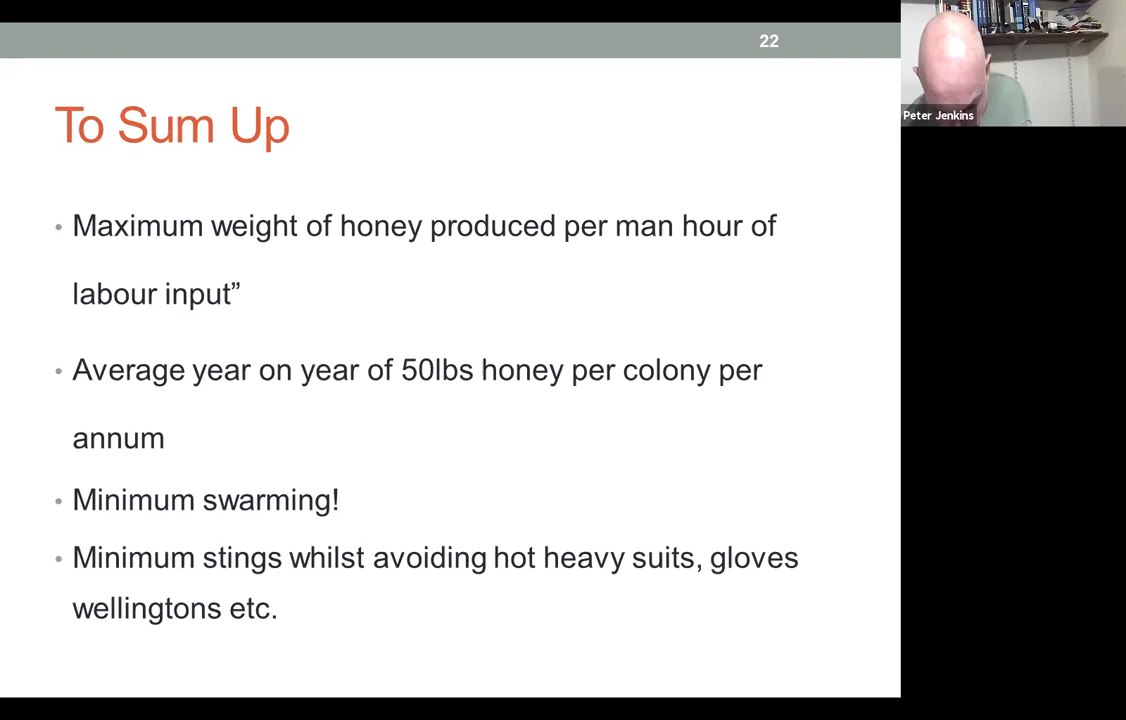 22
Peter Jenkins
To Sum Up
• Maximum weight of honey produced per man hour of
labour input”
• Average year on year of 50lbs honey per colony per
annum
• Minimum swarming!
• Minimum stings whilst avoiding hot heavy suits, gloves
wellingtons etc.